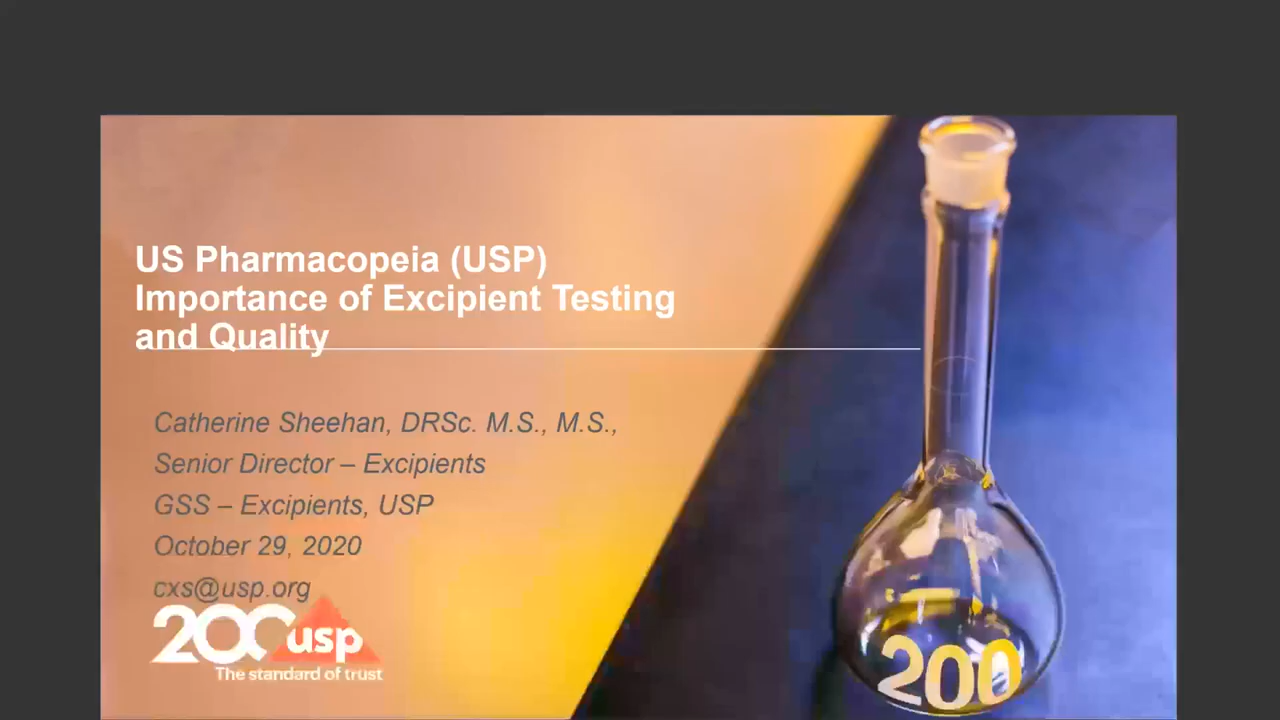 US Pharmacopeia (USP)
Importance of Excipient Testing
and Quality
Catherine Sheehan, DRSc. M.S., M.S.,
Senior Director – Excipients
GSS – Excipients, USP
October 29, 2020
cxs@usp.org
200 usp
The standard of trust
200